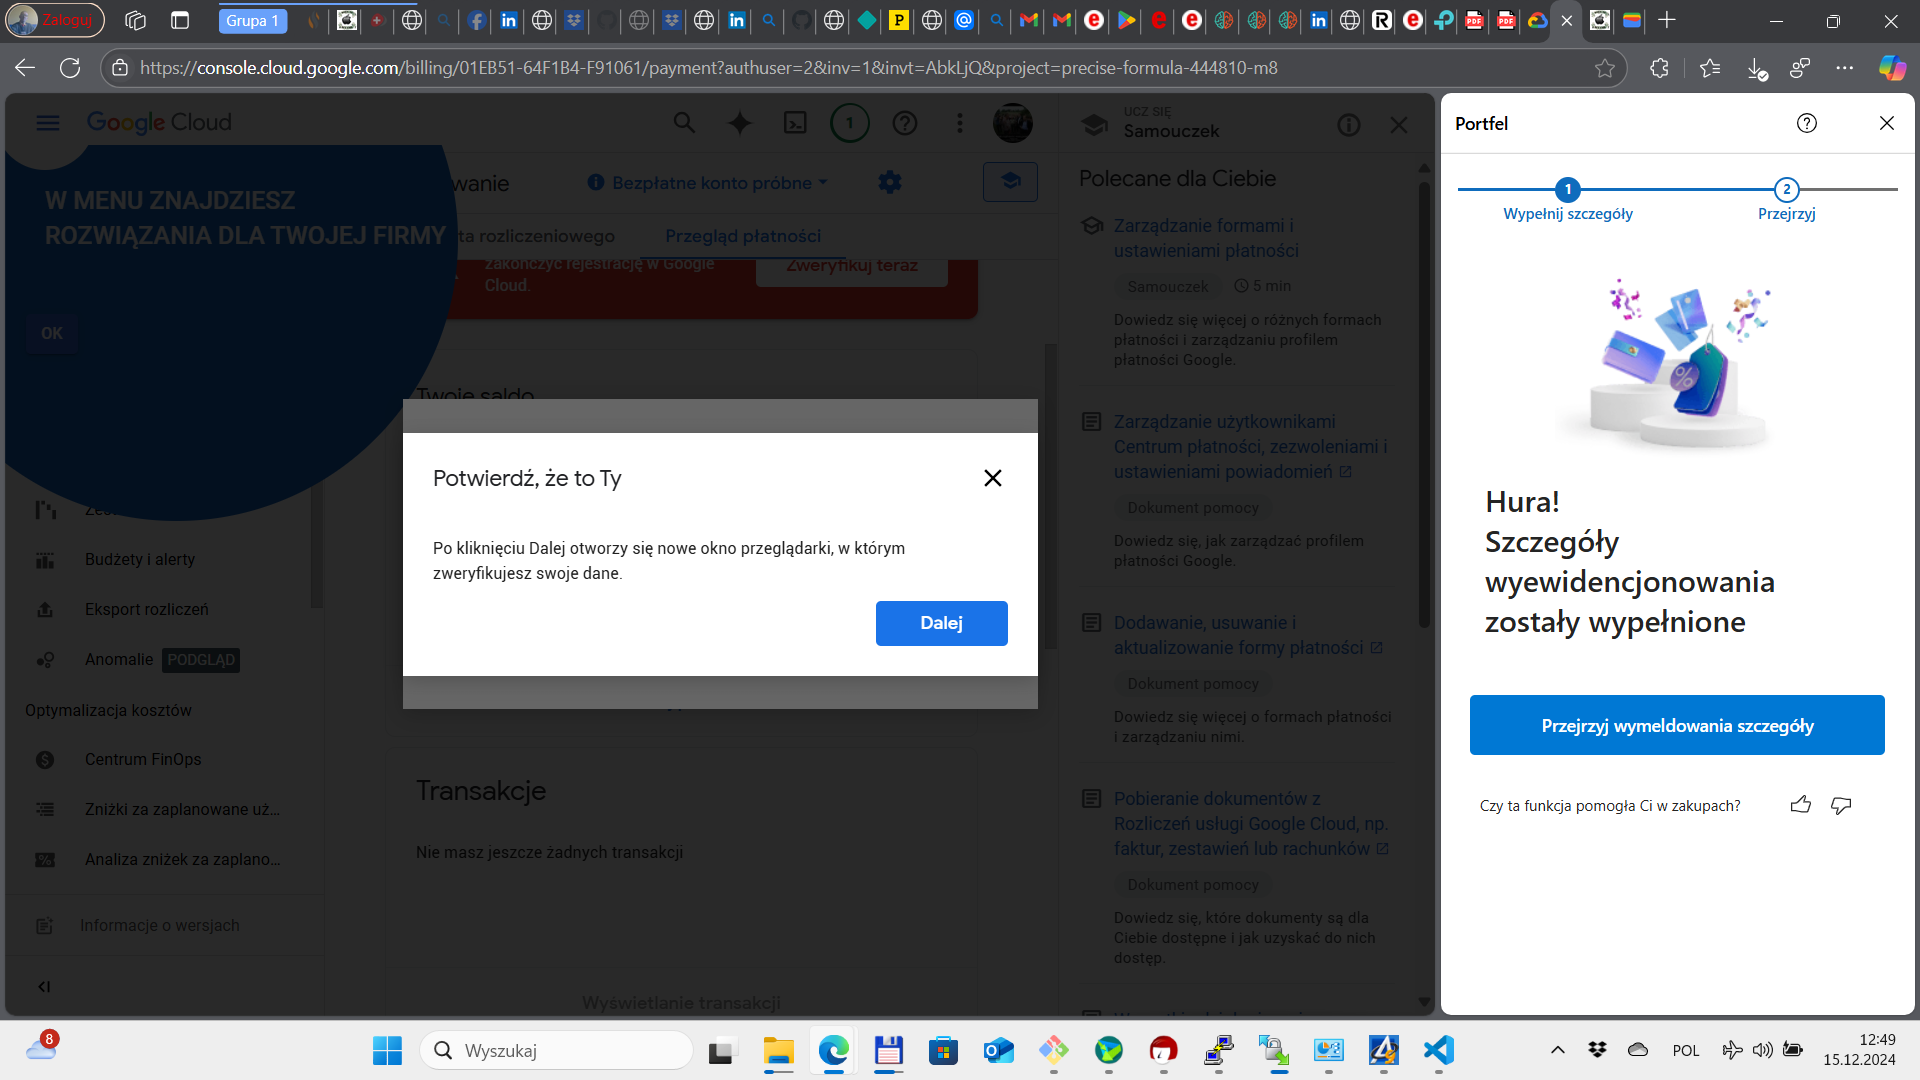 Zaloguj
Grupa 1
https://console.cloud.google.com/billing/01EB51-64F1B4-F91061/payment?authuser=2&inv=1&invt=AbkLjQ&project=precise-formula-444810-m8
Google Cloud
1
W MENU ZNAJDZIESZ
ROZWIĄZANIA DLA TWOJEJ FIRMY
OK
wanie
Bezpłatne konto próbne
ta rozliczeniowego
Przegląd płatności
zakończyć rejestrację w Google
Cloud.
Zweryfikuj teraz
Twoje saldo
Potwierdź, że to Ty
Po kliknięciu Dalej otworzy się nowe okno przeglądarki, w którym
zweryfikujesz swoje dane.
Dalej
Budżety i alerty
Eksport rozliczeń
Anomalie PODGLĄD
Optymalizacja kosztów
Centrum FinOps
Zniżki za zaplanowane uż...
Analiza zniżek za zaplano...
Informacje o wersjach
Transakcje
Nie masz jeszcze żadnych transakcji
Wyświetlanie transakcji
UCZ SIĘ
Samouczek
Polecane dla Ciebie
Zarządzanie formami i
ustawieniami płatności
Samouczek 5 min
Dowiedz się więcej o różnych formach
płatności i zarządzaniu profilem
płatności Google.
Zarządzanie użytkownikami
Centrum płatności, zezwoleniami i
ustawieniami powiadomień
Dokument pomocy
Dowiedz się, jak zarządzać profilem
płatności Google.
Dodawanie, usuwanie i
aktualizowanie formy płatności
Dokument pomocy
Dowiedz się więcej o formach płatności
i zarządzaniu nimi.
Pobieranie dokumentów z
Rozliczeń usługi Google Cloud, np.
faktur, zestawień lub rachunków
Dokument pomocy
Dowiedz się, które dokumenty są dla
Ciebie dostępne i jak uzyskać do nich
dostęp.
Portfel
1
2
Wypełnij szczegóły
Przejrzyj
Hura!
Szczegóły
wyewidencjonowania
zostały wypełnione
Przejrzyj wymeldowania szczegóły
Czy ta funkcja pomogła Ci w zakupach?
8
Wyszukaj
POL
12:49
15.12.2024